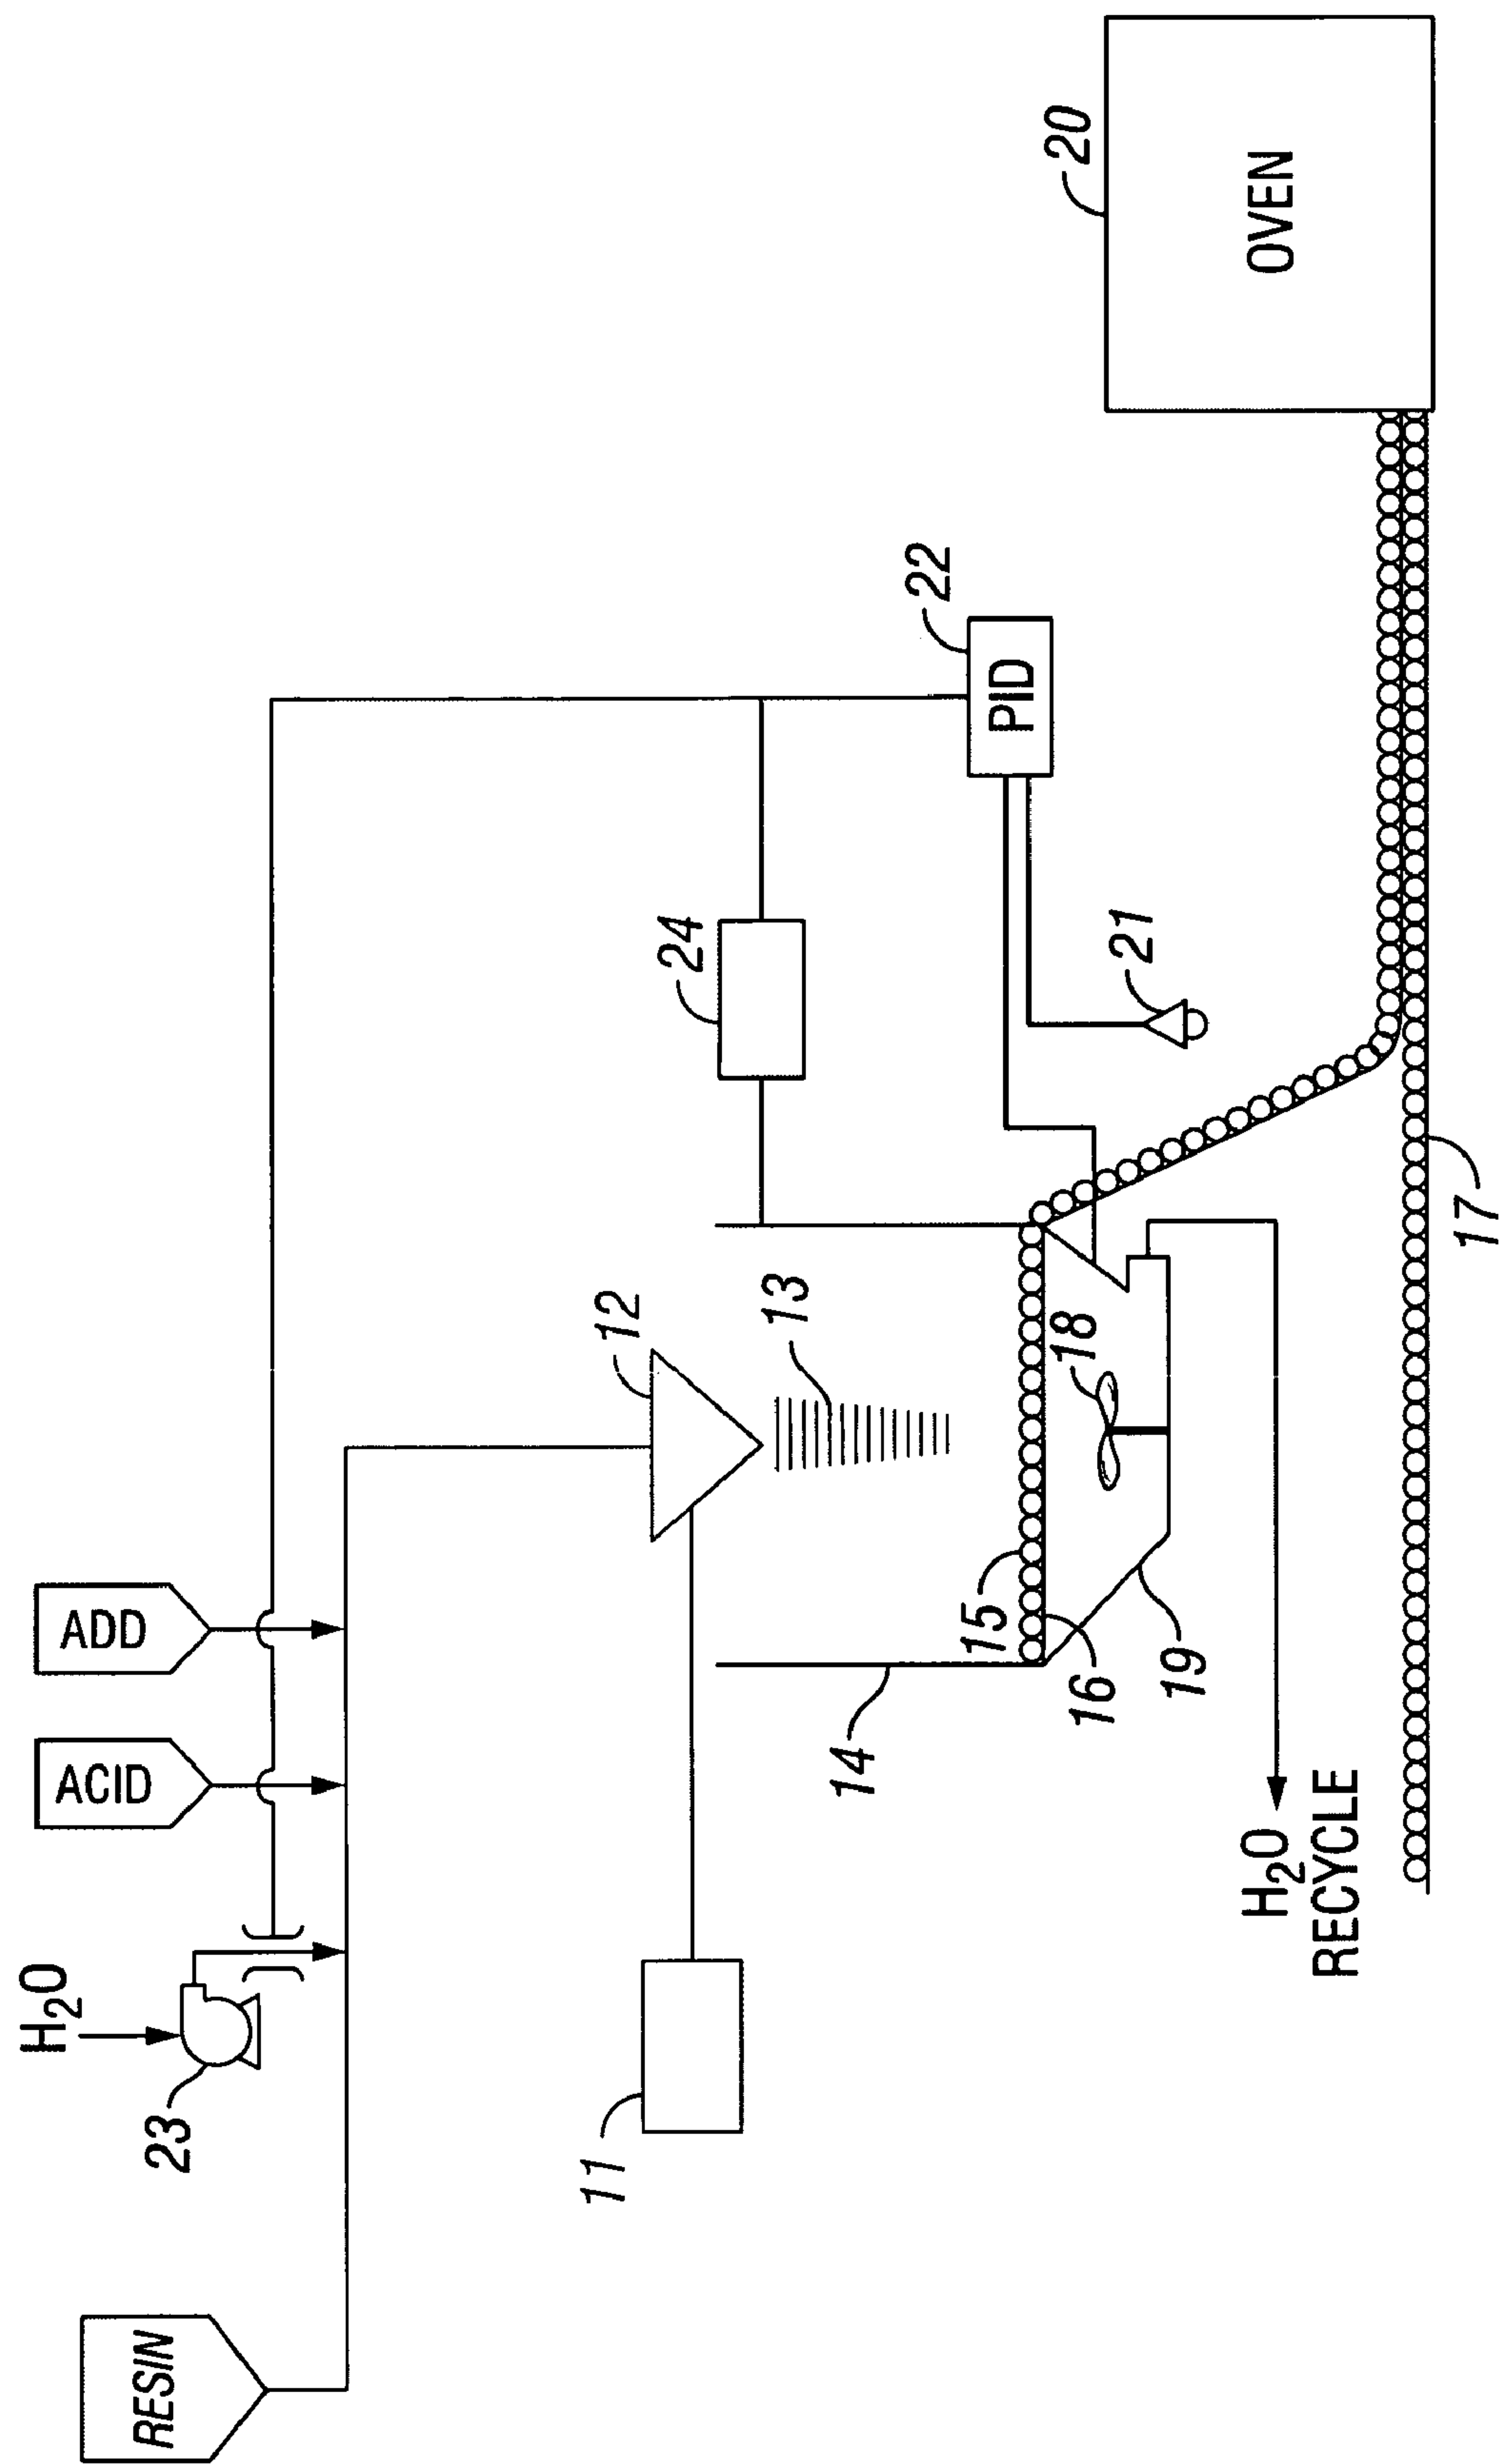 RESIN
H₂O
ACID
ADD
23
11
12
13
14
15
16
18
19
24
22
PID
21
20
OVEN
17
H₂O
RECYCLE